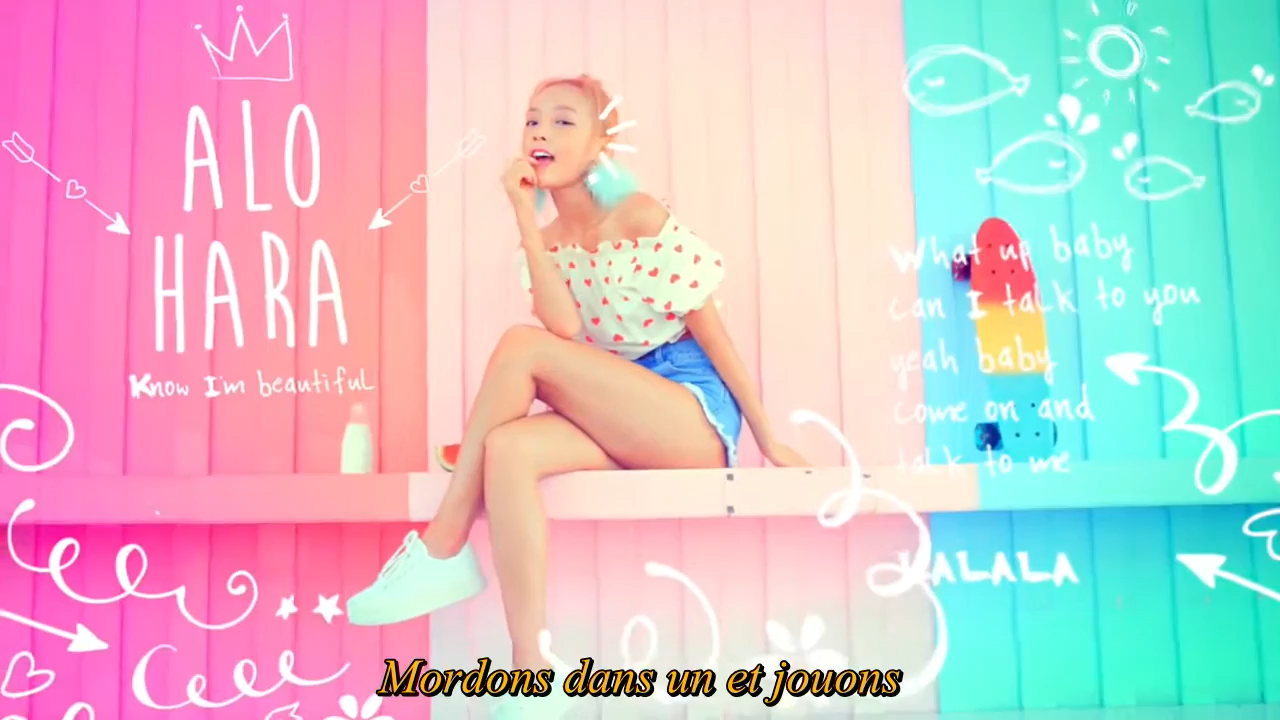 ALO
HARA
Know I'm beautiful
What up baby
can I talk to you
yeah baby
come on and
talk to me
LALALA
Mordons dans un et jouons